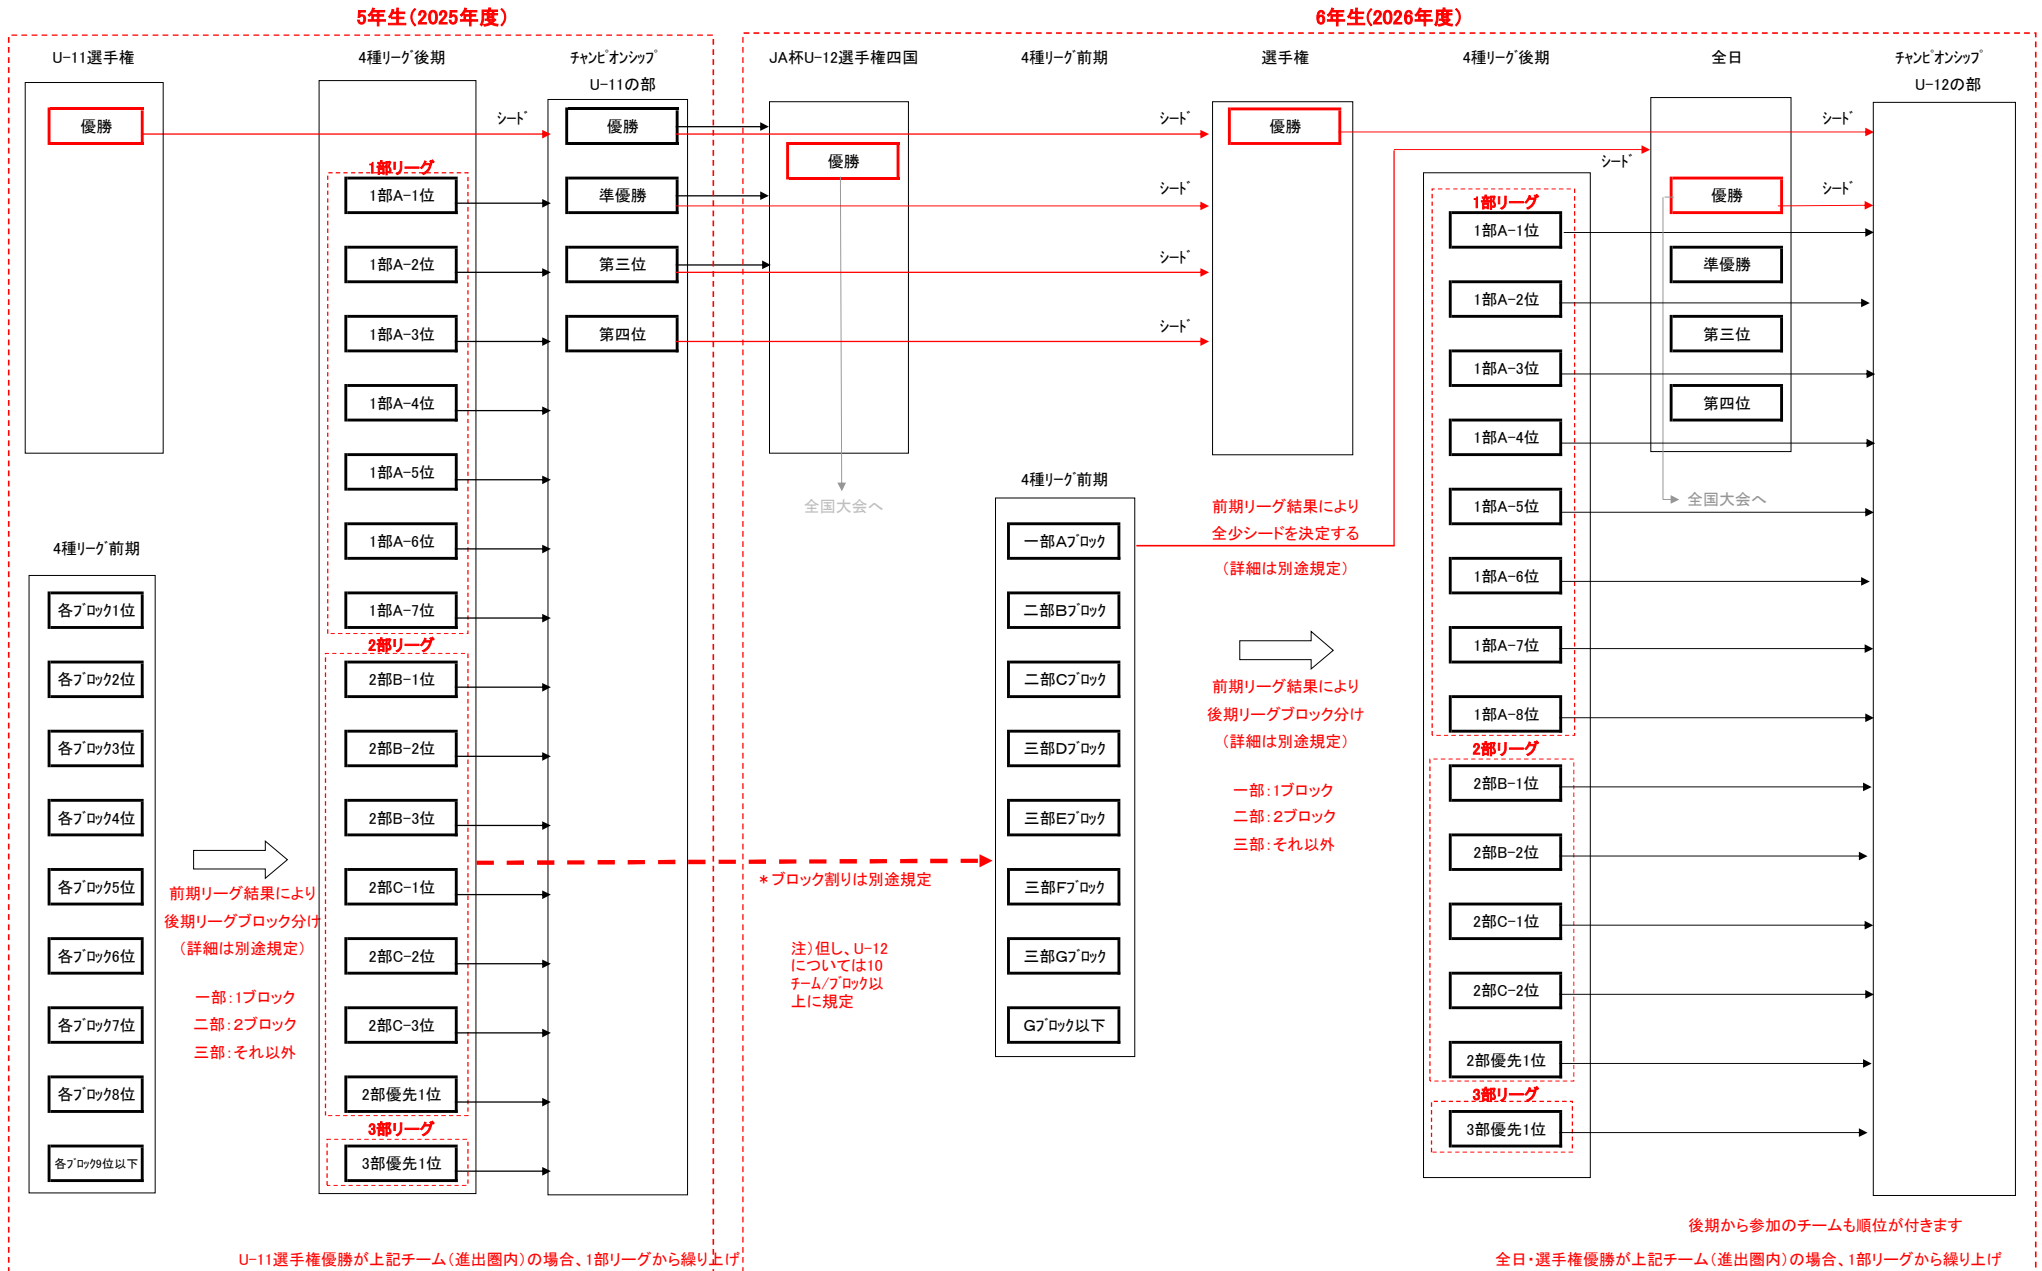 5年生（2025年度）
U-11選手権
4種リーグ後期
チャンピオンシップ
U-11の部
優勝
シード
1部リーグ
1部A-1位
1部A-2位
1部A-3位
1部A-4位
1部A-5位
1部A-6位
1部A-7位
2部リーグ
2部B-1位
2部B-2位
2部B-3位
2部C-1位
2部C-2位
2部C-3位
2部優先1位
3部リーグ
3部優先1位
優勝
準優勝
第三位
第四位
4種リーグ前期
各ブロック1位
各ブロック2位
各ブロック3位
各ブロック4位
各ブロック5位
各ブロック6位
各ブロック7位
各ブロック8位
各ブロック9位以下
前期リーグ結果により
後期リーグブロック分け
（詳細は別途規定）
一部：1ブロック
二部：２ブロック
三部：それ以外
U-11選手権優勝が上記チーム（進出圏内）の場合、1部リーグから繰り上げ
6年生(2026年度）
JA杯U-12選手権四国
4種リーグ前期
選手権
4種リーグ後期
全日
チャンピオンシップ
U-12の部
優勝
全国大会へ
シード
シード
シード
シード
優勝
シード
4種リーグ前期
一部Aブロック
二部Bブロック
二部Cブロック
三部Dブロック
三部Eブロック
三部Fブロック
三部Gブロック
Gブロック以下
＊ブロック割りは別途規定
注）但し、U-12
については10
チーム/ブロック以
上に規定
前期リーグ結果により
全少シードを決定する
（詳細は別途規定）
前期リーグ結果により
後期リーグブロック分け
（詳細は別途規定）
一部：1ブロック
二部：２ブロック
三部：それ以外
1部リーグ
1部A-1位
1部A-2位
1部A-3位
1部A-4位
1部A-5位
1部A-6位
1部A-7位
1部A-8位
2部リーグ
2部B-1位
2部B-2位
2部C-1位
2部C-2位
2部優先1位
3部リーグ
3部優先1位
シード
優勝
準優勝
第三位
第四位
全国大会へ
シード
後期から参加のチームも順位が付きます
全日・選手権優勝が上記チーム（進出圏内）の場合、1部リーグから繰り上げ